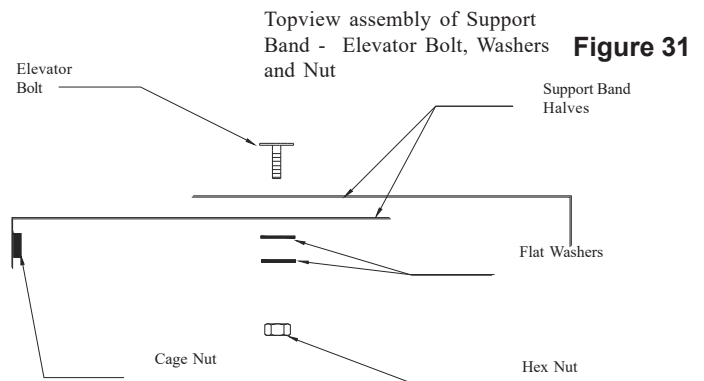 Topview assembly of Support
Band - Elevator Bolt, Washers
and Nut
Figure 31
Elevator
Bolt
Support Band
Halves
Flat Washers
Cage Nut
Hex Nut